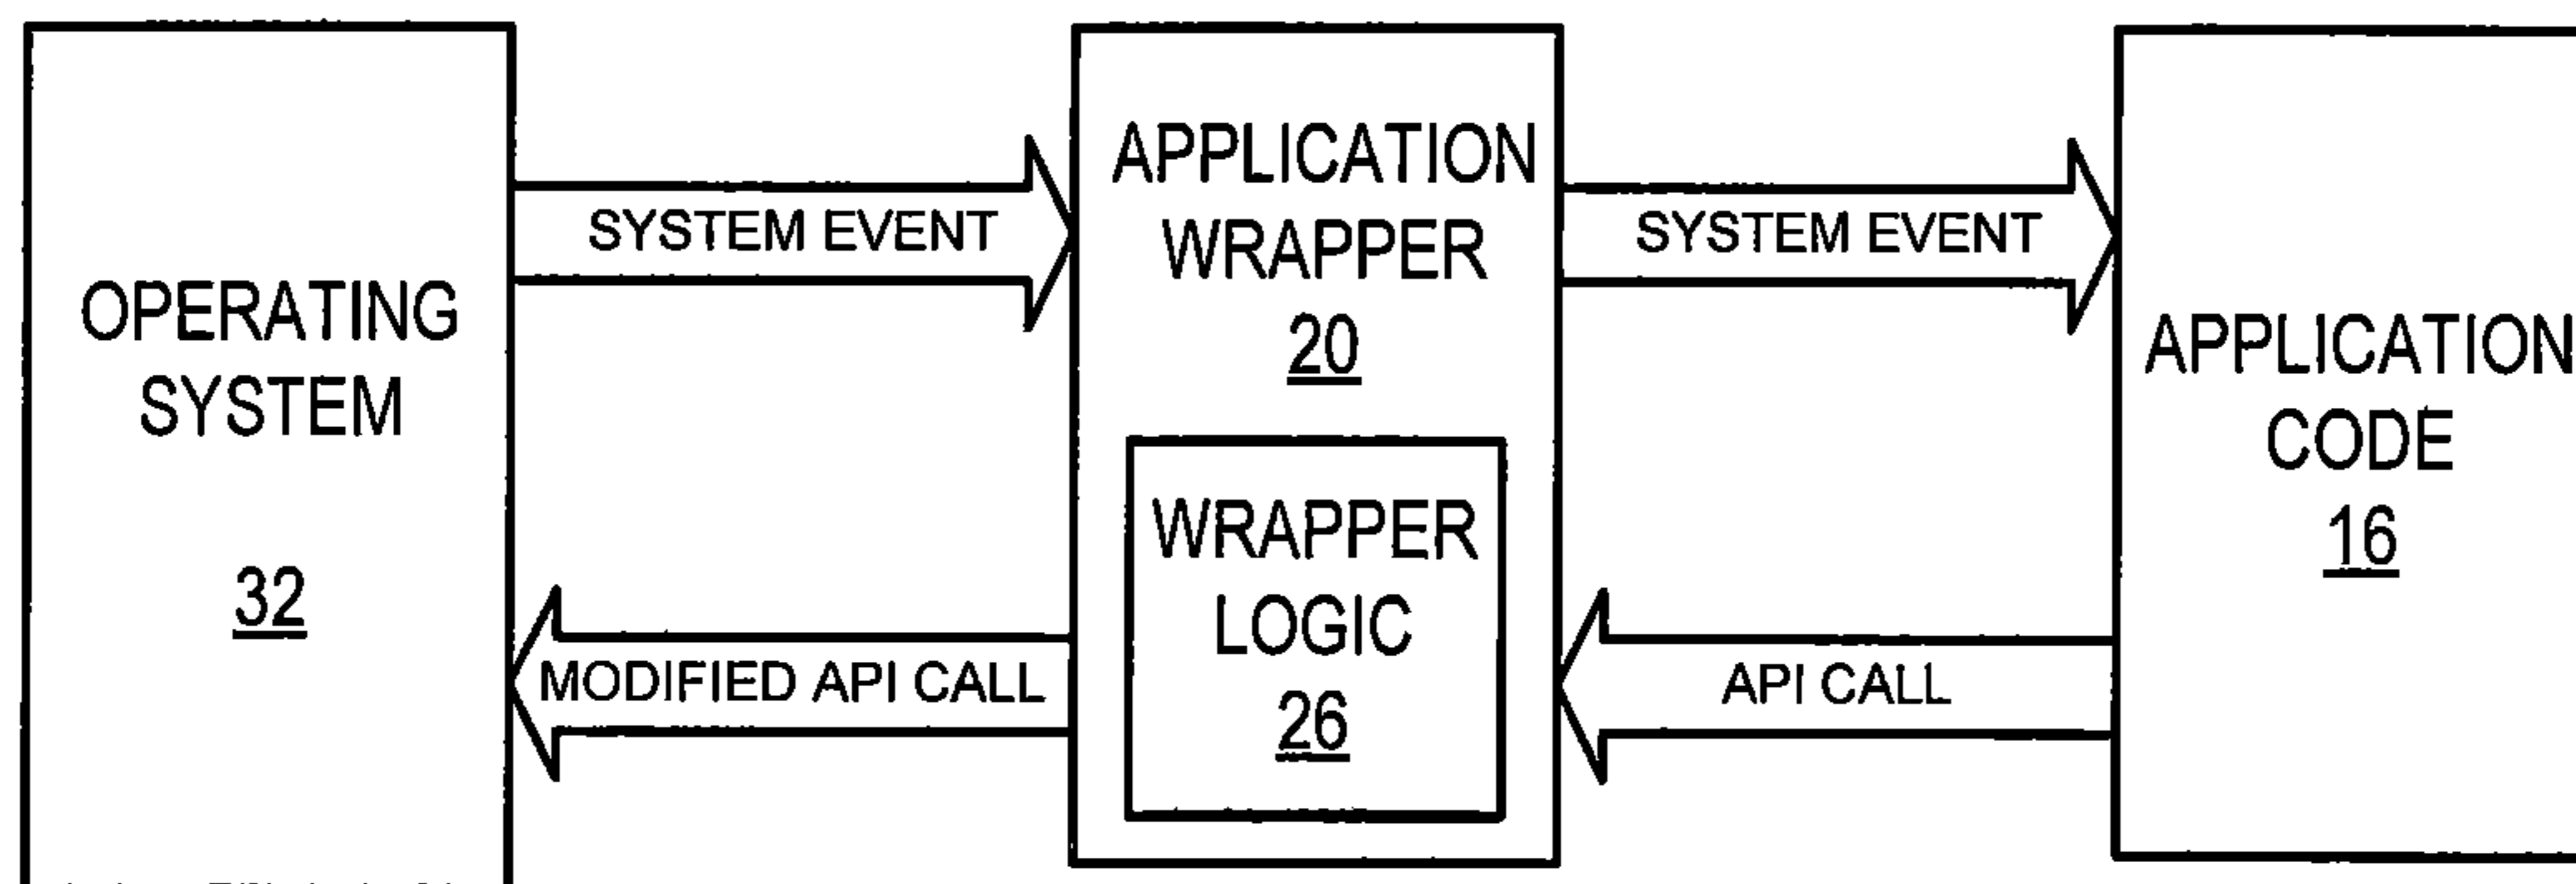 OPERATING
SYSTEM
32
SYSTEM EVENT
MODIFIED API CALL
APPLICATION
WRAPPER
20
WRAPPER
LOGIC
26
SYSTEM EVENT
API CALL
APPLICATION
CODE
16